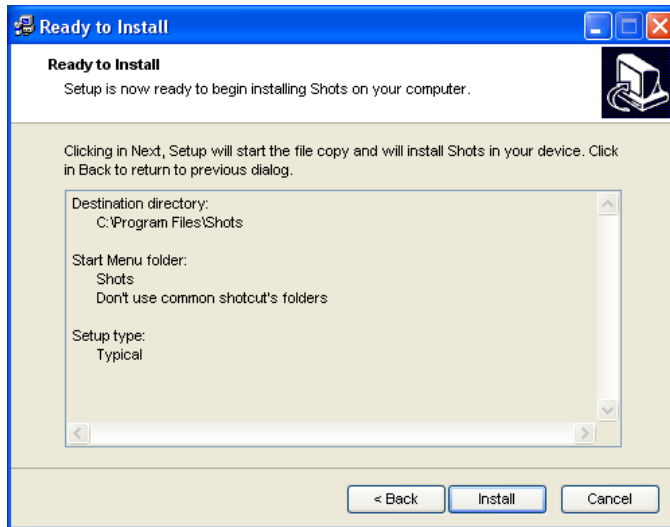 Ready to Install
Ready to Install
Setup is now ready to begin installing Shots on your computer.
Clicking in Next, Setup will start the file copy and will install Shots in your device. Click
in Back to return to previous dialog.
Destination directory:
C:\Program Files\Shots
Start Menu folder:
Shots
Don't use common shotcut's folders
Setup type:
Typical
< Back
Install
Cancel